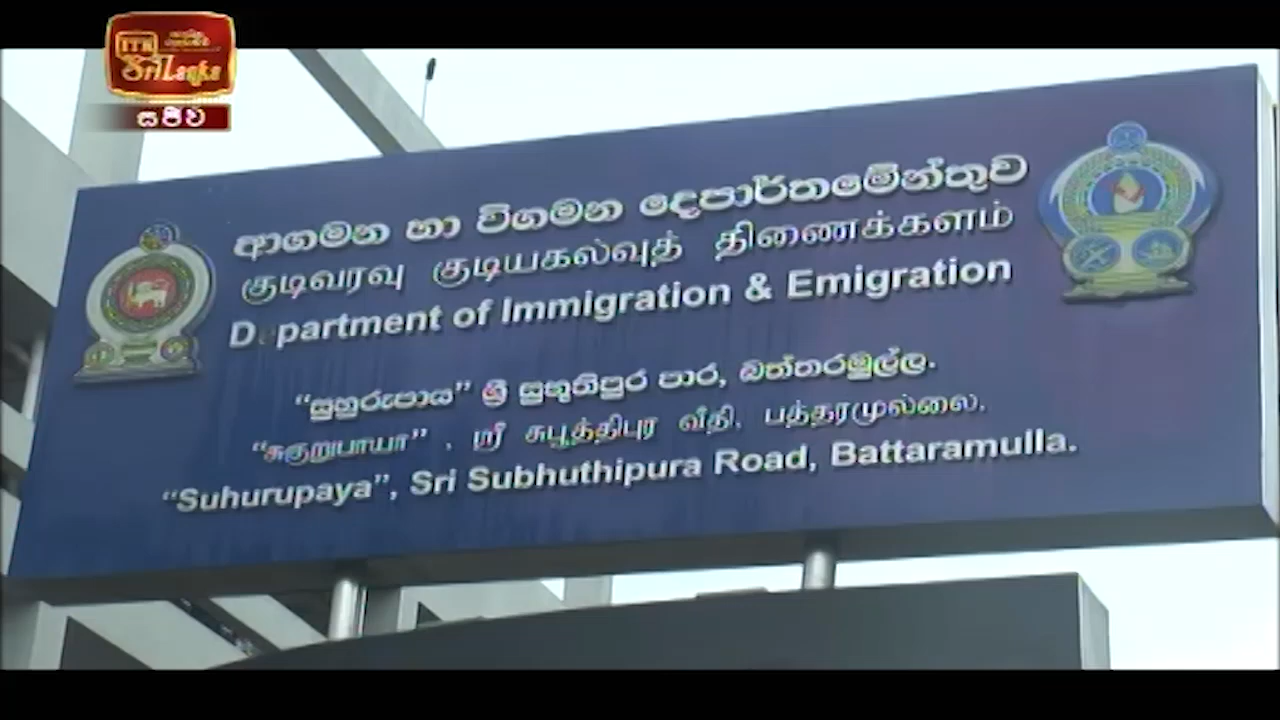 ITN
Sri Lanka
සජීව
ආගමන හා විගමන දෙපාර්තමේන්තුව
குடிவரவு குடியகல்வுத் திணைக்களம்
Department of Immigration & Emigration
“සුහුරුපාය” ශ්‍රී සුභූතිපුර පාර, බත්තරමුල්ල.
“சுகுறுபாயா” , ஸ்ரீ சுபூத்திபுர வீதி, பத்தரமுல்லை.
“Suhurupaya”, Sri Subhuthipura Road, Battaramulla.